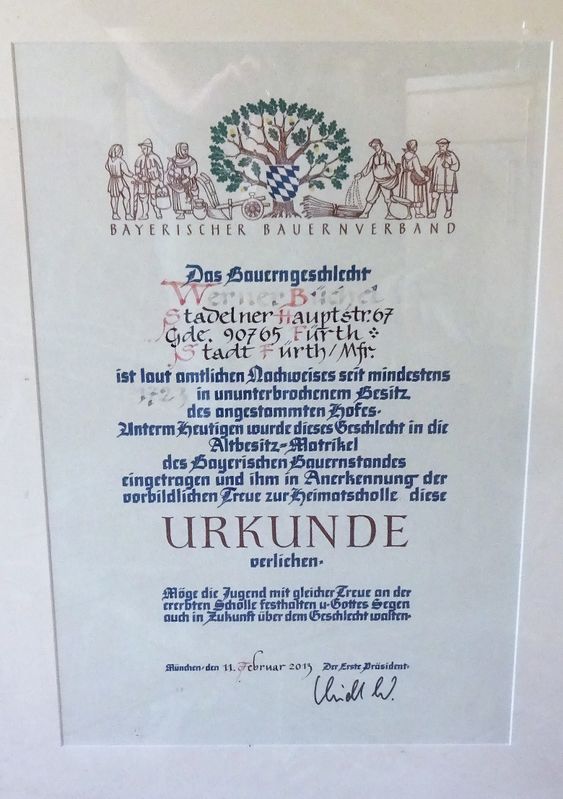 BAYERISCHER BAUERNVERBAND
Das Bauerngeschlecht
Werner Büchel
Stadelner Hauptstr. 67
Gde. 90765 Fürth
Stadt Fürth/Mfr.
ist laut amtlichen Nachweises seit mindestens
1723 in ununterbrochenem Besitz
des angestammten Hofes.
Unterm Heutigen wurde dieses Geschlecht in die
Altbesitz-Matrikel
des Bayerischen Bauernstandes
eingetragen und ihm in Anerkennung der
vorbildlichen Treue zur Heimatscholle diese
URKUNDE
verliehen.
Möge die Jugend mit gleicher Treue an der
ererbten Scholle festhalten u. Gottes Segen
auch in Zukunft über dem Geschlecht walten.
München, den 11. Februar 2013 Der Erste Präsident.